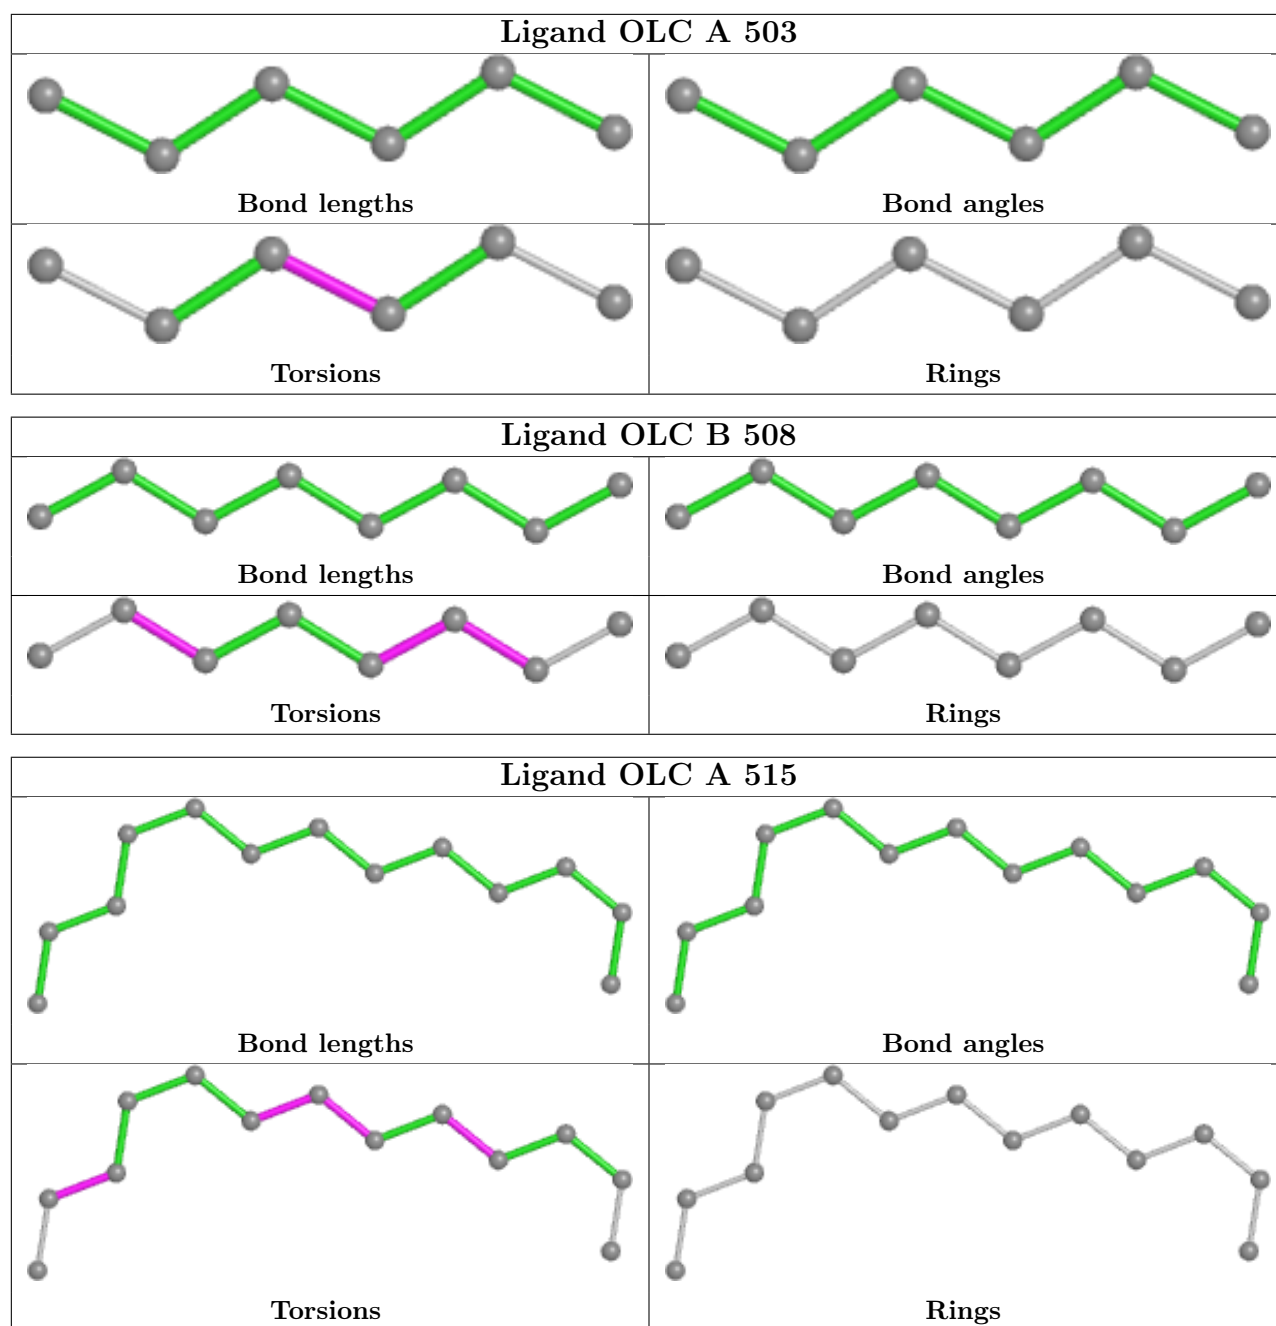 Ligand OLC A 503
Bond lengths
Bond angles
Torsions
Rings
Ligand OLC B 508
Bond lengths
Bond angles
Torsions
Rings
Ligand OLC A 515
Bond lengths
Bond angles
Torsions
Rings